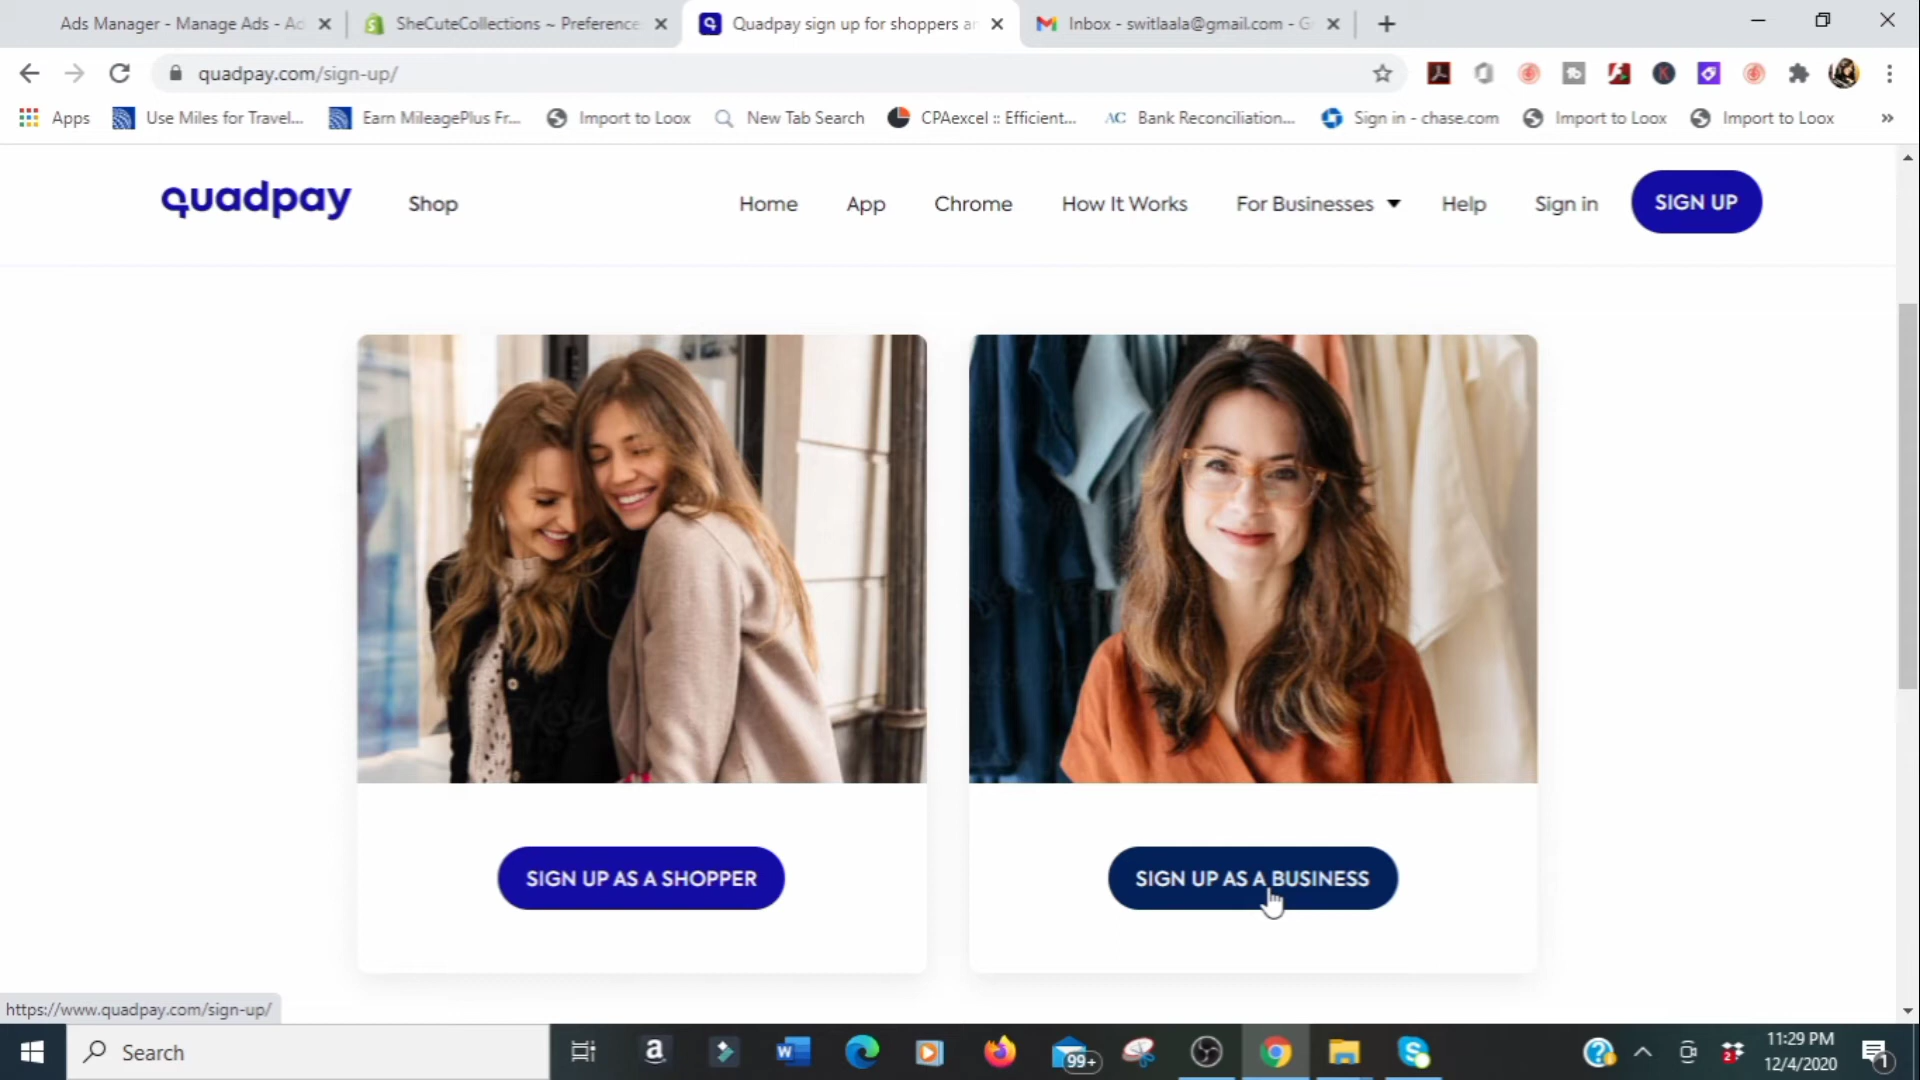 Ads Manager - Manage Ads - Ad
SheCuteCollections ~ Preference
Quadpay sign up for shoppers an
Inbox - switlaala@gmail.com - G
quadpay.com/sign-up/
Apps
Use Miles for Travel...
Earn MileagePlus Fr...
Import to Loox
New Tab Search
CPAexcel :: Efficient...
AC Bank Reconciliation...
Sign in - chase.com
Import to Loox
Import to Loox
»
quadpay
Shop
Home
App
Chrome
How It Works
For Businesses
Help
Sign in
SIGN UP
SIGN UP AS A SHOPPER
SIGN UP AS A BUSINESS
https://www.quadpay.com/sign-up/
Search
99+
11:29 PM
12/4/2020
1